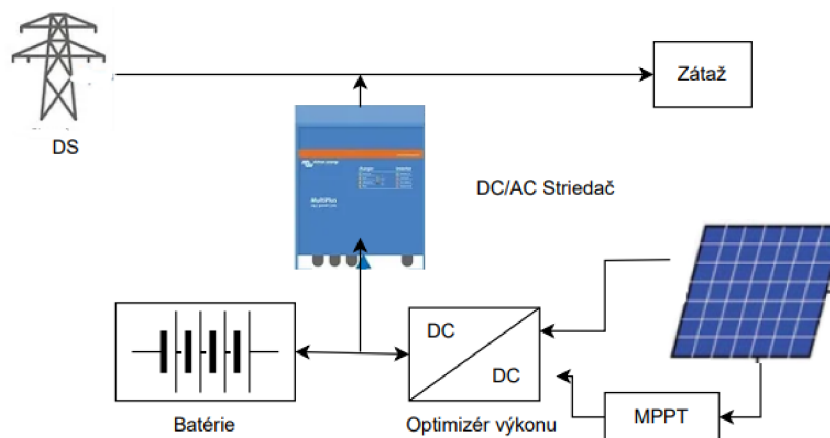 DS
Zátaž
MultiPlus
DC/AC Striedač
DC
DC
Batérie
Optimizér výkonu
MPPT